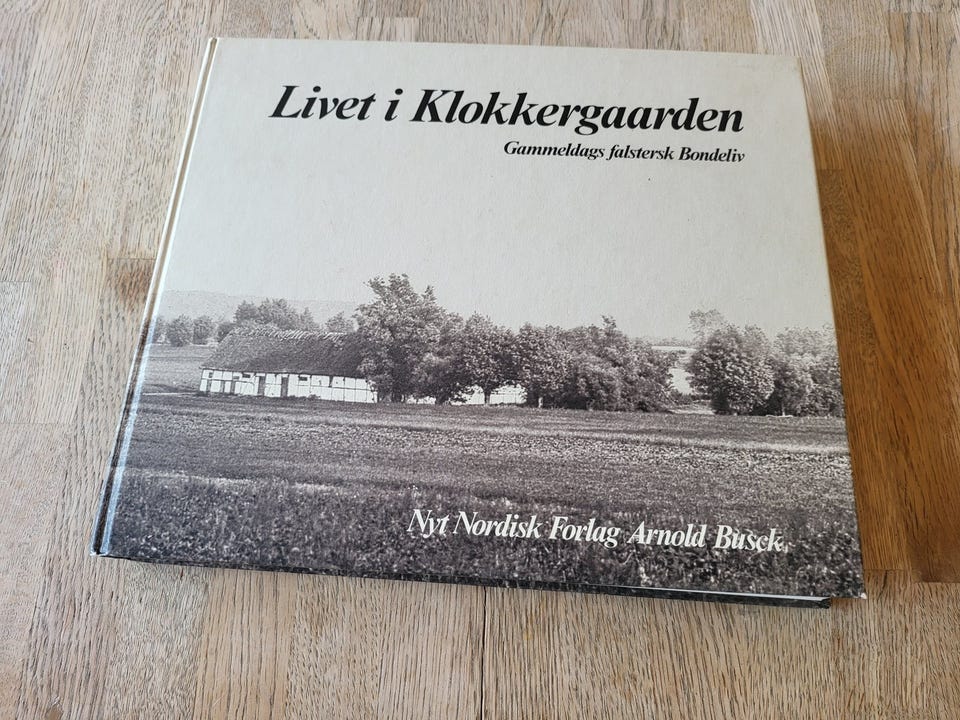 Livet i Klokkergaarden
Gammeldags falstersk Bondeliv
Nyt Nordisk Forlag Arnold Busck